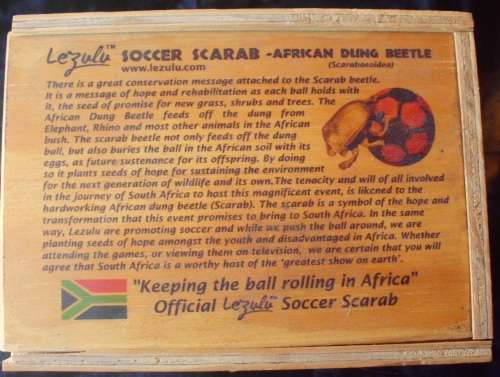 Lezulu™ SOCCER SCARAB - AFRICAN DUNG BEETLE
www.lezulu.com (Scaraboeidea)
There is a great conservation message attached to the Scarab beetle.
It is a message of hope and rehabilitation as each ball holds with
it, the seed of promise for new grass, shrubs and trees. The
African Dung Beetle feeds off the dung from
Elephant, Rhino and most other animals in the African
bush. The scarab beetle not only feeds off the dung
ball, but also buries the ball in the African soil with its
eggs, as future sustenance for its offspring. By doing
so it plants seeds of hope for sustaining the environment
for the next generation of wildlife and its own.The tenacity and will of all involved
in the journey of South Africa to host this magnificent event, is likened to the
hardworking African dung beetle (Scarab). The scarab is a symbol of the hope and
transformation that this event promises to bring to South Africa. In the same
way, Lezulu are promoting soccer and while we push the ball around, we are
planting seeds of hope amongst the youth and disadvantaged in Africa. Whether
attending the games, or viewing them on television, we are certain that you will
agree that South Africa is a worthy host of the 'greatest show on earth'.
"Keeping the ball rolling in Africa"
Official Lezulu™ Soccer Scarab